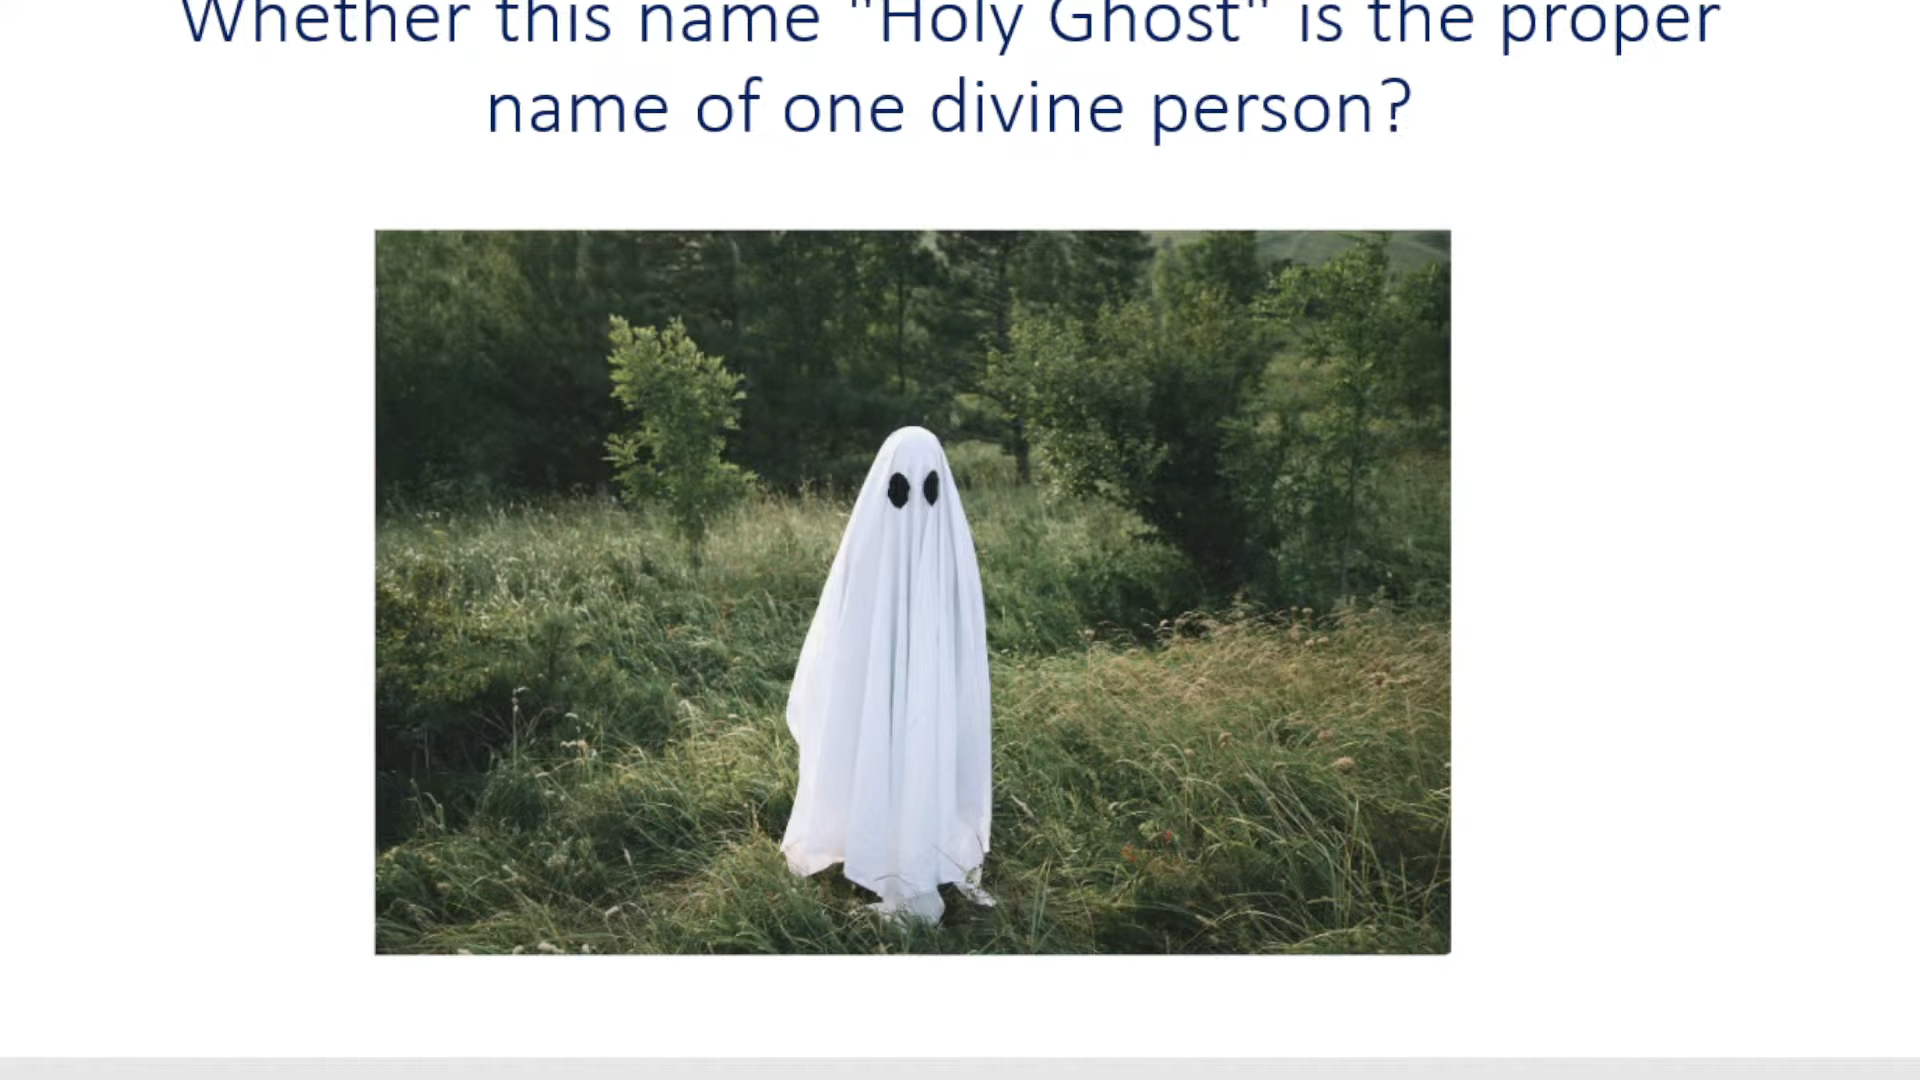 Whether this name "Holy Ghost" is the proper
name of one divine person?